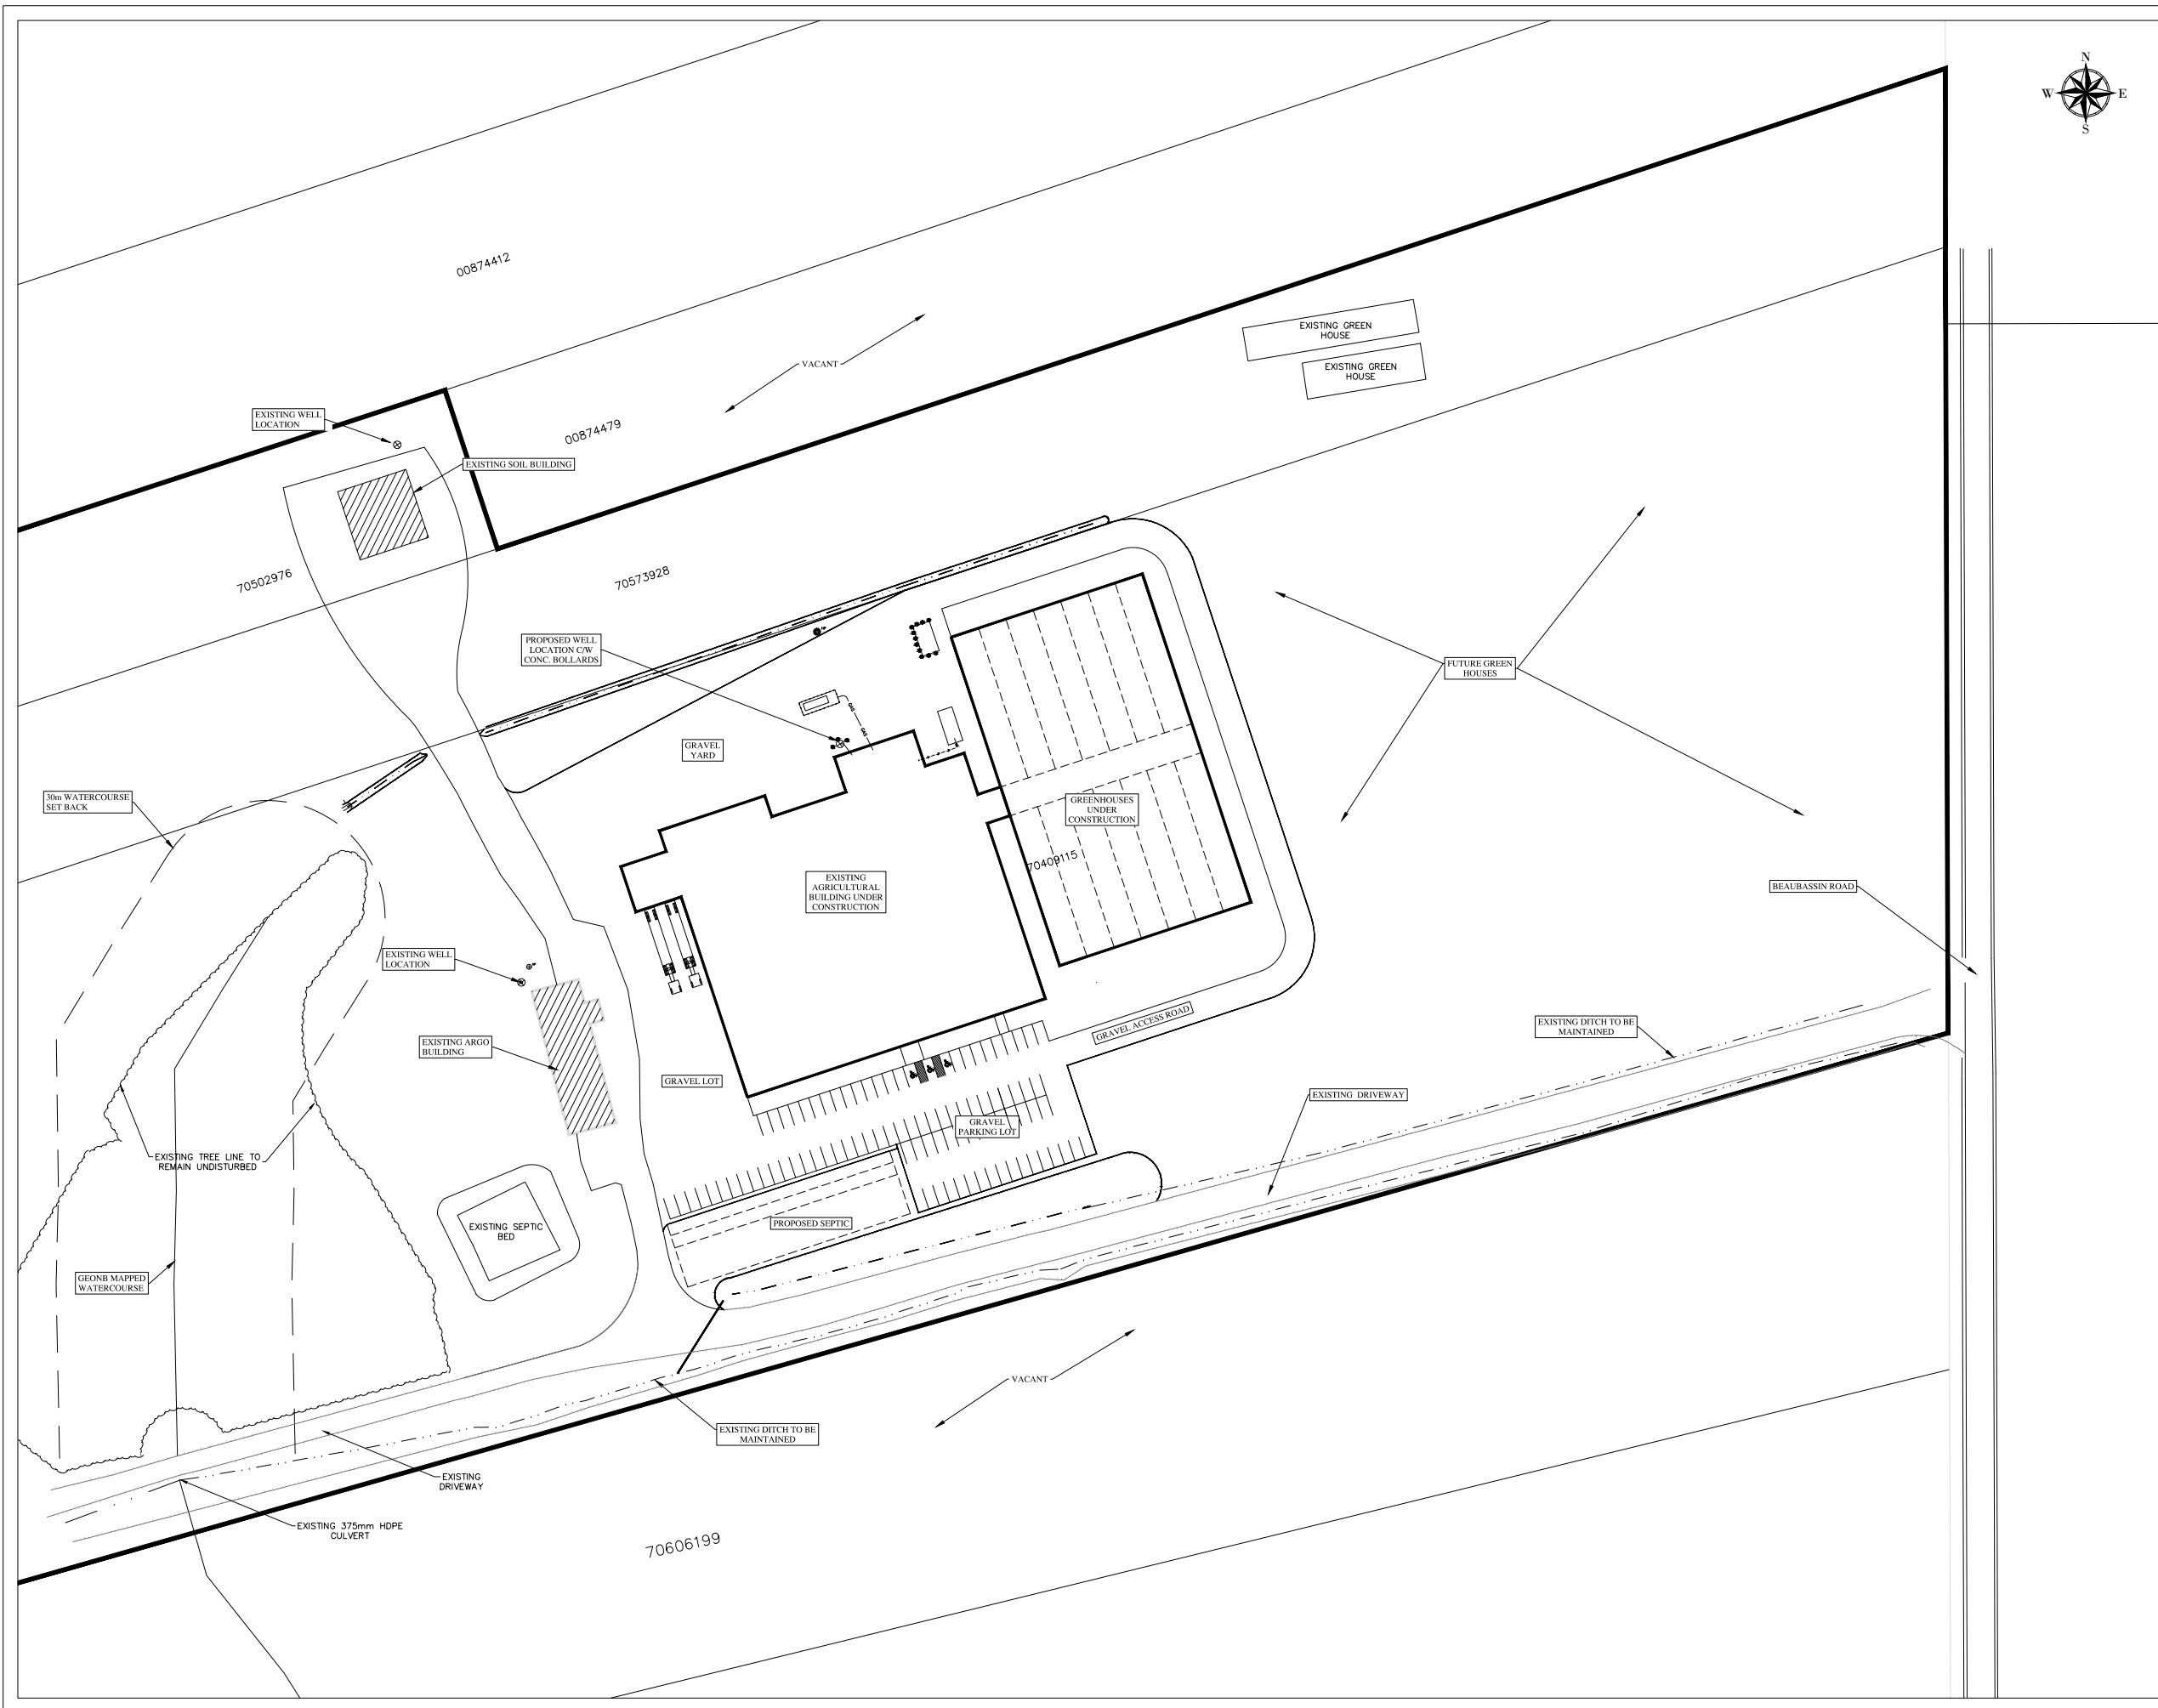 N
W
E
S
00874412
EXISTING GREEN
HOUSE
VACANT
EXISTING GREEN
HOUSE
EXISTING WELL
LOCATION
00874479
EXISTING SOIL BUILDING
70502976
70573928
PROPOSED WELL
LOCATION C/W
CONC. BOLLARDS
FUTURE GREEN
HOUSES
GRAVEL
YARD
30m WATERCOURSE
SET BACK
GREENHOUSES
UNDER
CONSTRUCTION
70409115
EXISTING
AGRICULTURAL
BUILDING UNDER
CONSTRUCTION
BEAUBASSIN ROAD
EXISTING WELL
LOCATION
GRAVEL ACCESS ROAD
EXISTING DITCH TO BE
MAINTAINED
EXISTING ARGO
BUILDING
GRAVEL LOT
EXISTING DRIVEWAY
GRAVEL
PARKING LOT
EXISTING TREE LINE TO
REMAIN UNDISTURBED
PROPOSED SEPTIC
EXISTING SEPTIC
BED
GEONB MAPPED
WATERCOURSE
VACANT
EXISTING DITCH TO BE
MAINTAINED
EXISTING
DRIVEWAY
EXISTING 375mm HDPE
CULVERT
70606199